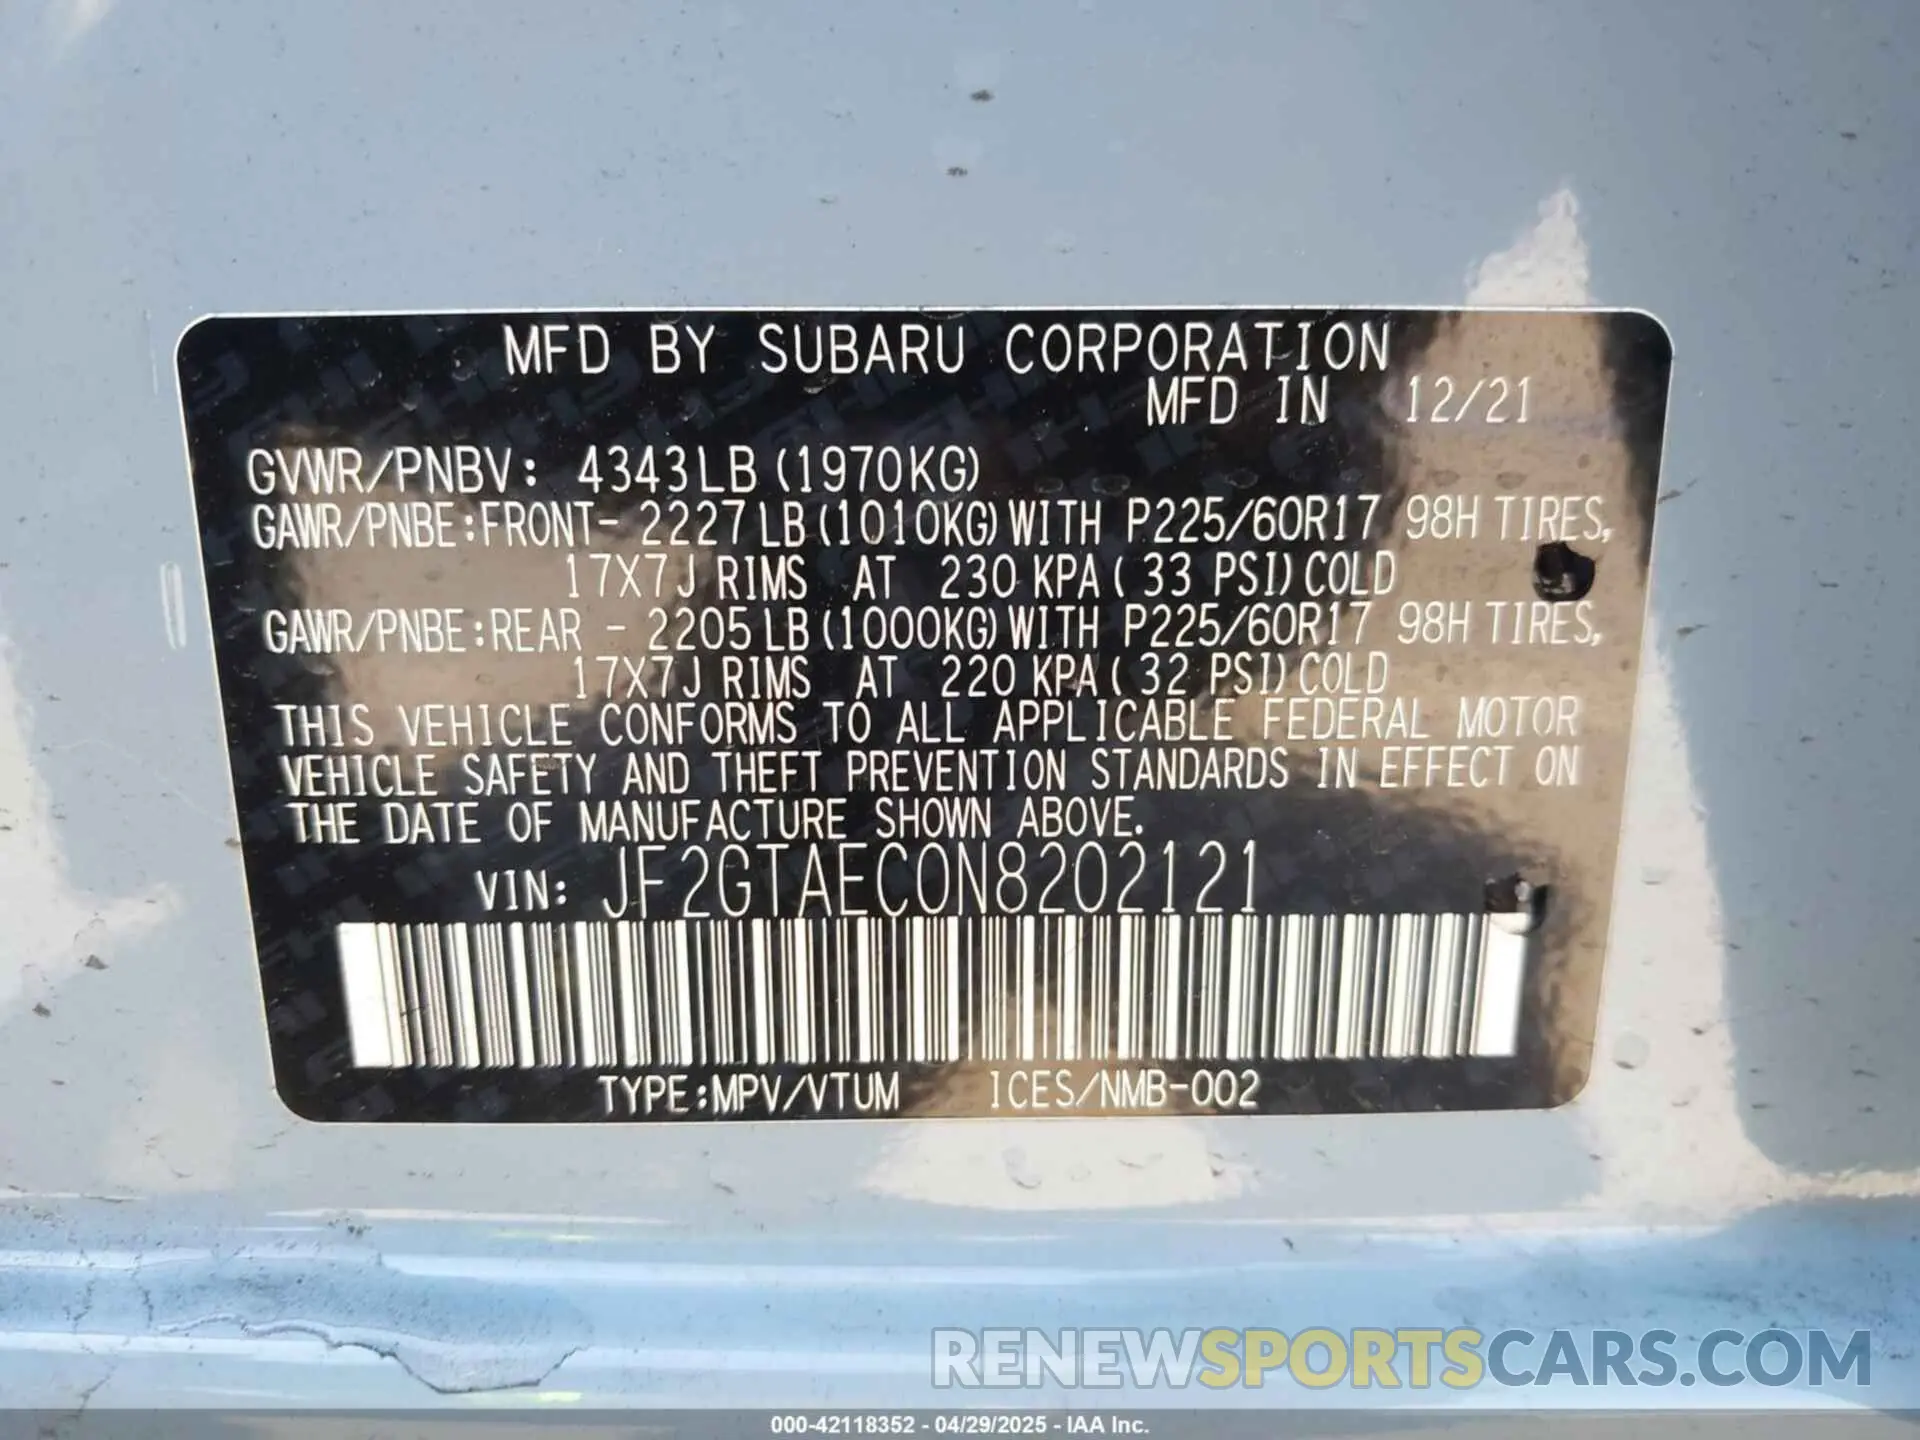 MFD BY SUBARU CORPORATION
MFD IN 12/21
GVWR/PNBV: 4343LB (1970KG)
GAWR/PNBE:FRONT- 2227 LB (1010KG) WITH P225/60R17 98H TIRES,
17X7J RIMS AT 230 KPA ( 33 PSI) COLD
GAWR/PNBE:REAR - 2205 LB (1000KG) WITH P225/60R17 98H TIRES,
17X7J RIMS AT 220 KPA ( 32 PSI) COLD
THIS VEHICLE CONFORMS TO ALL APPLICABLE FEDERAL MOTOR
VEHICLE SAFETY AND THEFT PREVENTION STANDARDS IN EFFECT ON
THE DATE OF MANUFACTURE SHOWN ABOVE.
VIN: JF2GTAEC0N8202121
TYPE:MPV/VTUM ICES/NMB-002
RENEWSPORTSCARS.COM
000-42118352 - 04/29/2025 - IAA Inc.